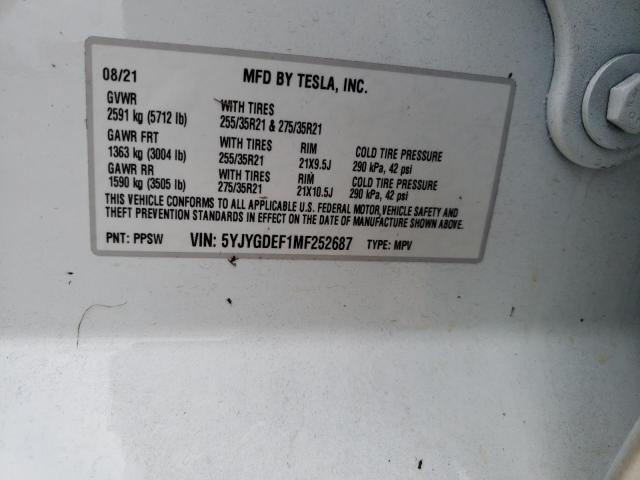 08/21 MFD BY TESLA, INC.
GVWR
2591 kg (5712 lb) WITH TIRES 255/35R21 & 275/35R21
GAWR FRT WITH TIRES RIM COLD TIRE PRESSURE
1363 kg (3004 lb) 255/35R21 21X9.5J 290 kPa, 42 psi
GAWR RR WITH TIRES RIM COLD TIRE PRESSURE
1590 kg (3505 lb) 275/35R21 21X10.5J 290 kPa, 42 psi
THIS VEHICLE CONFORMS TO ALL APPLICABLE U.S. FEDERAL MOTOR VEHICLE SAFETY AND
THEFT PREVENTION STANDARDS IN EFFECT ON THE DATE OF MANUFACTURE SHOWN ABOVE.
PNT: PPSW VIN: 5YJYGDEF1MF252687 TYPE: MPV